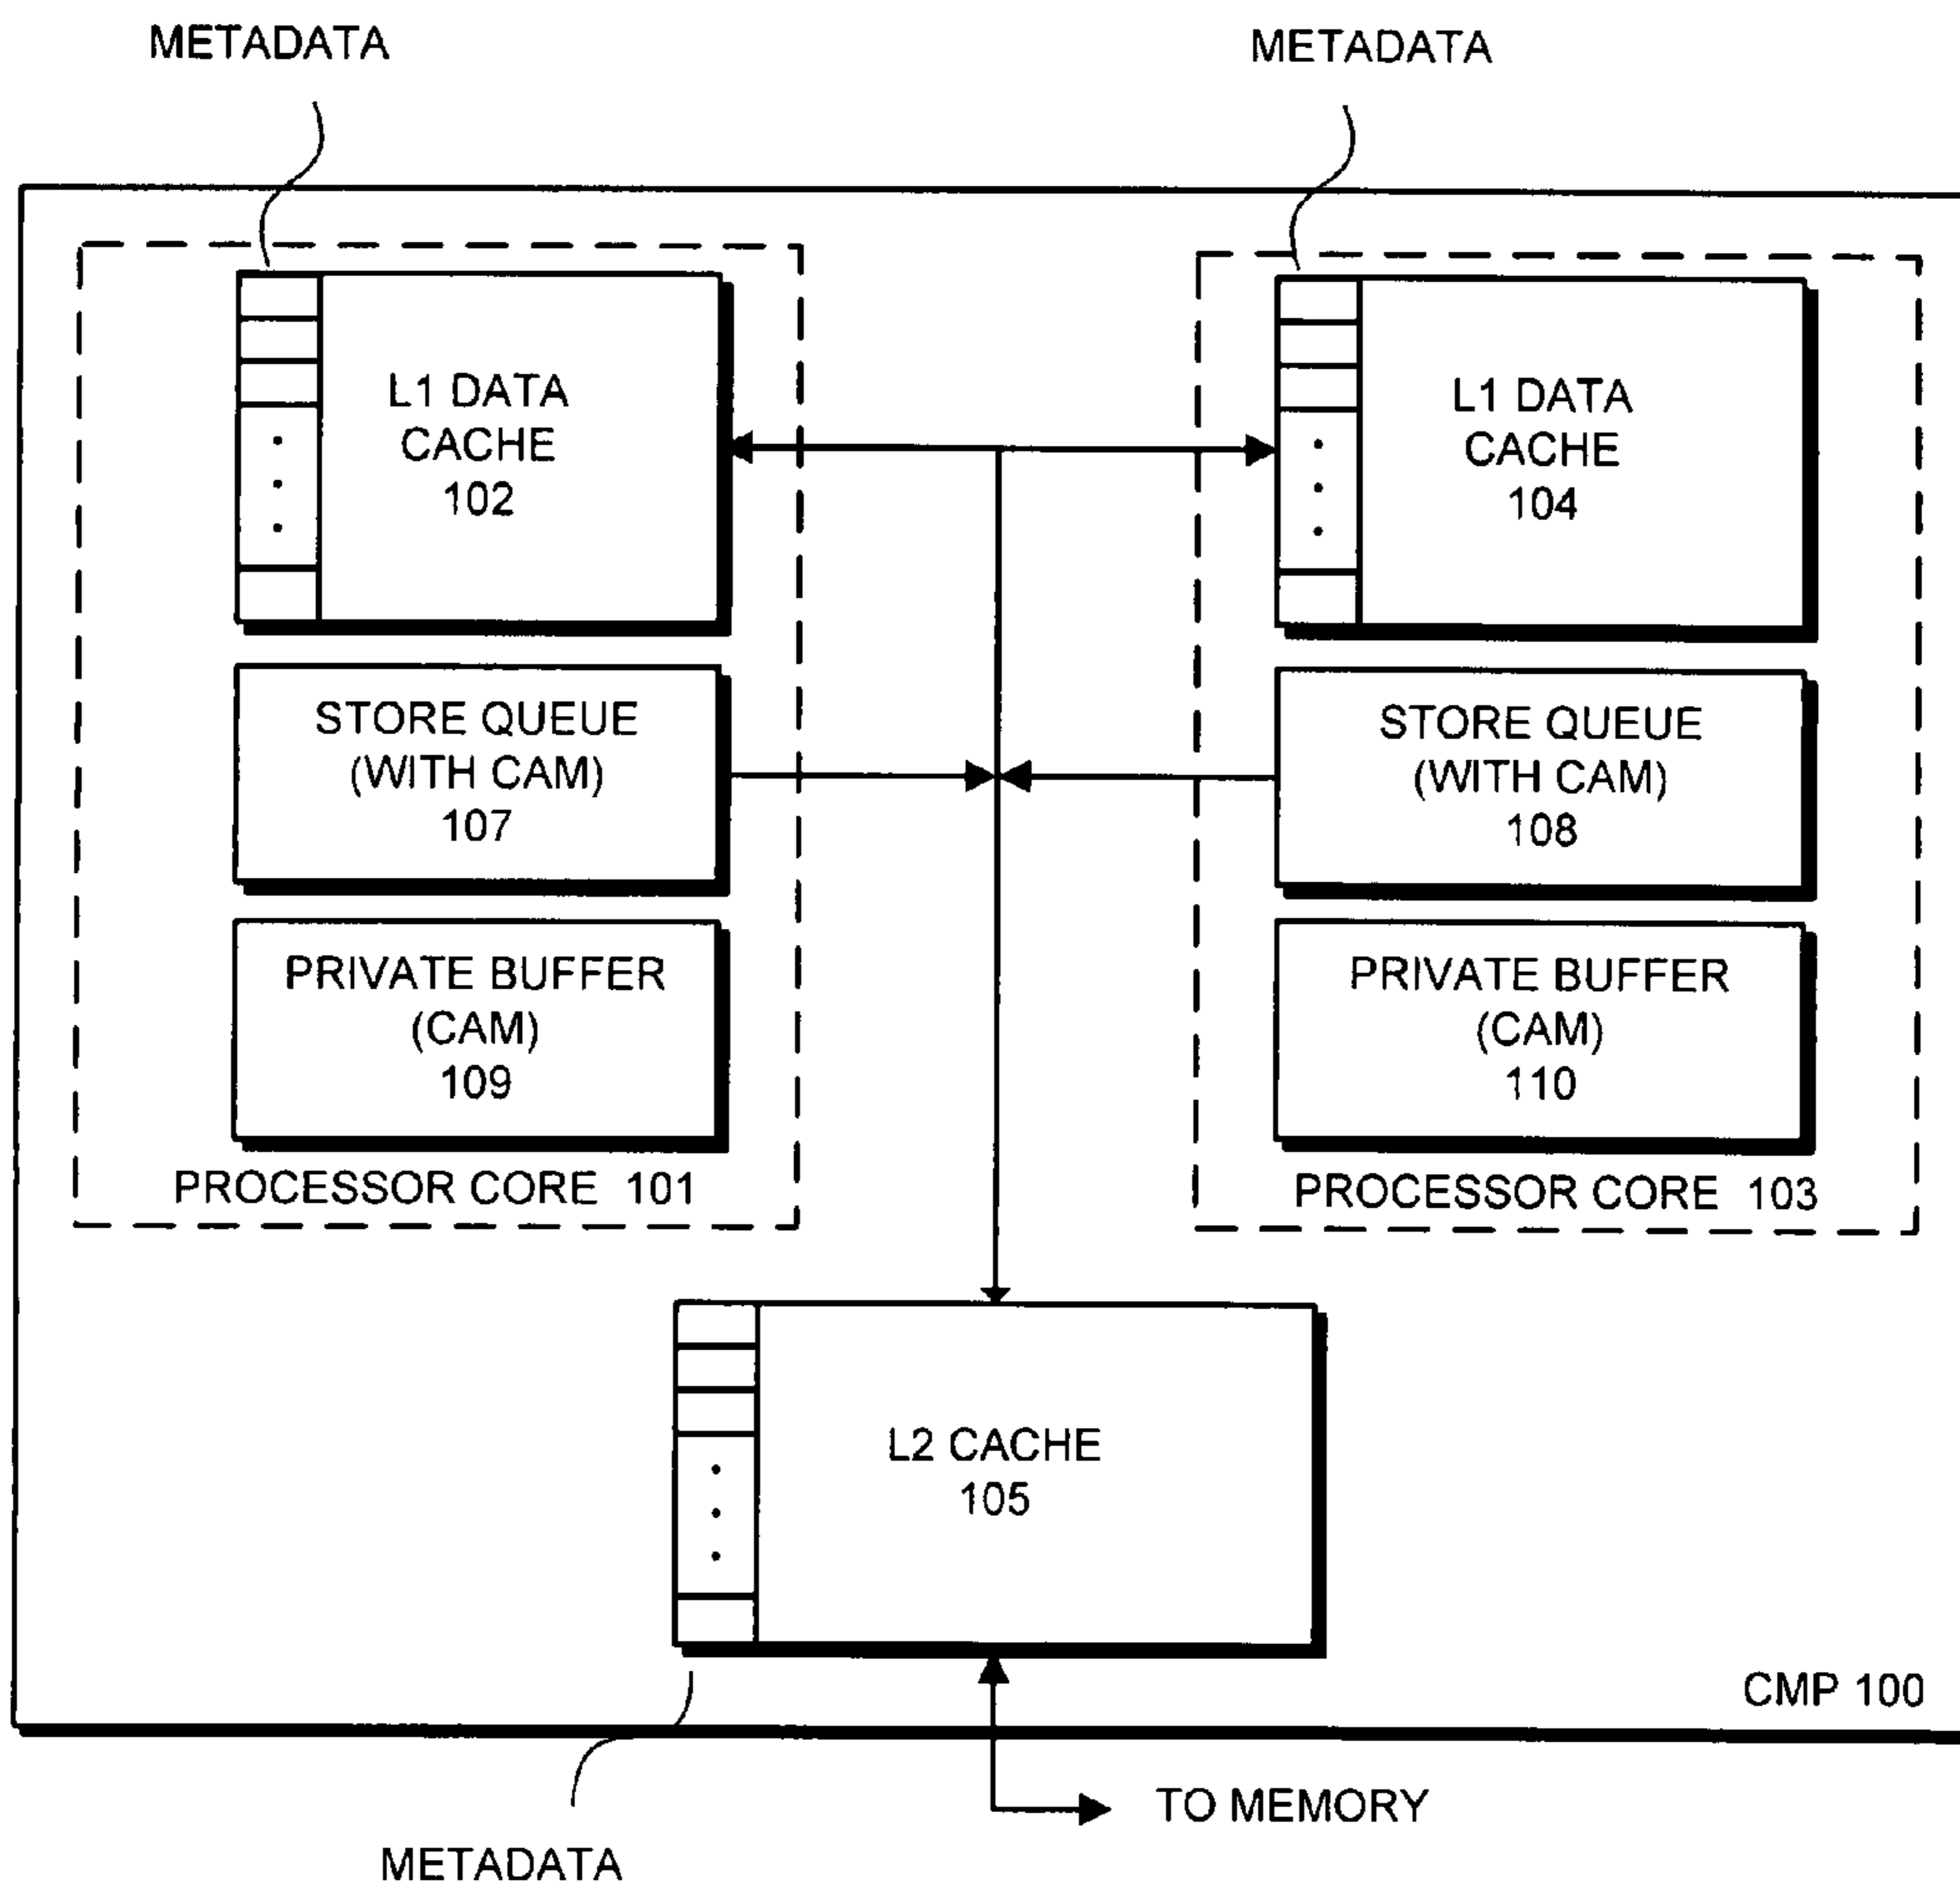 METADATA
METADATA
L1 DATA
CACHE
102
L1 DATA
CACHE
104
STORE QUEUE
(WITH CAM)
107
STORE QUEUE
(WITH CAM)
108
PRIVATE BUFFER
(CAM)
109
PRIVATE BUFFER
(CAM)
110
PROCESSOR CORE 101
PROCESSOR CORE 103
L2 CACHE
105
CMP 100
TO MEMORY
METADATA